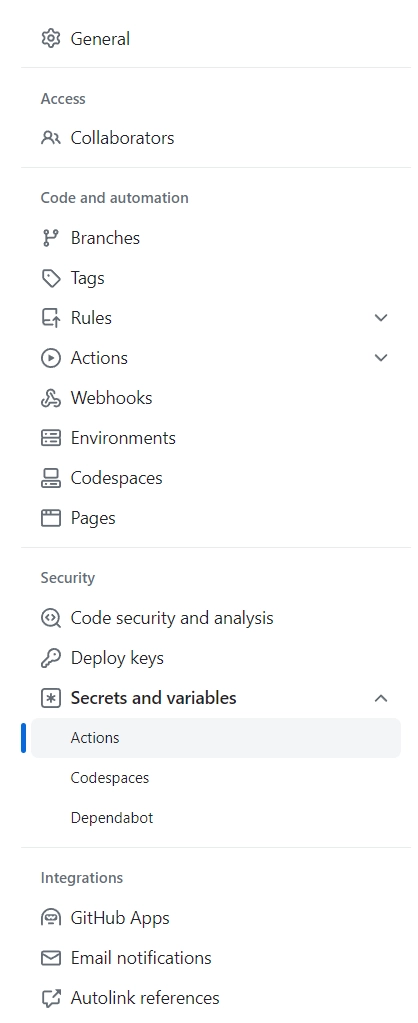 General
Access
Collaborators
Code and automation
Branches
Tags
Rules
Actions
Webhooks
Environments
Codespaces
Pages
Security
Code security and analysis
Deploy keys
Secrets and variables
Actions
Codespaces
Dependabot
Integrations
GitHub Apps
Email notifications
Autolink references